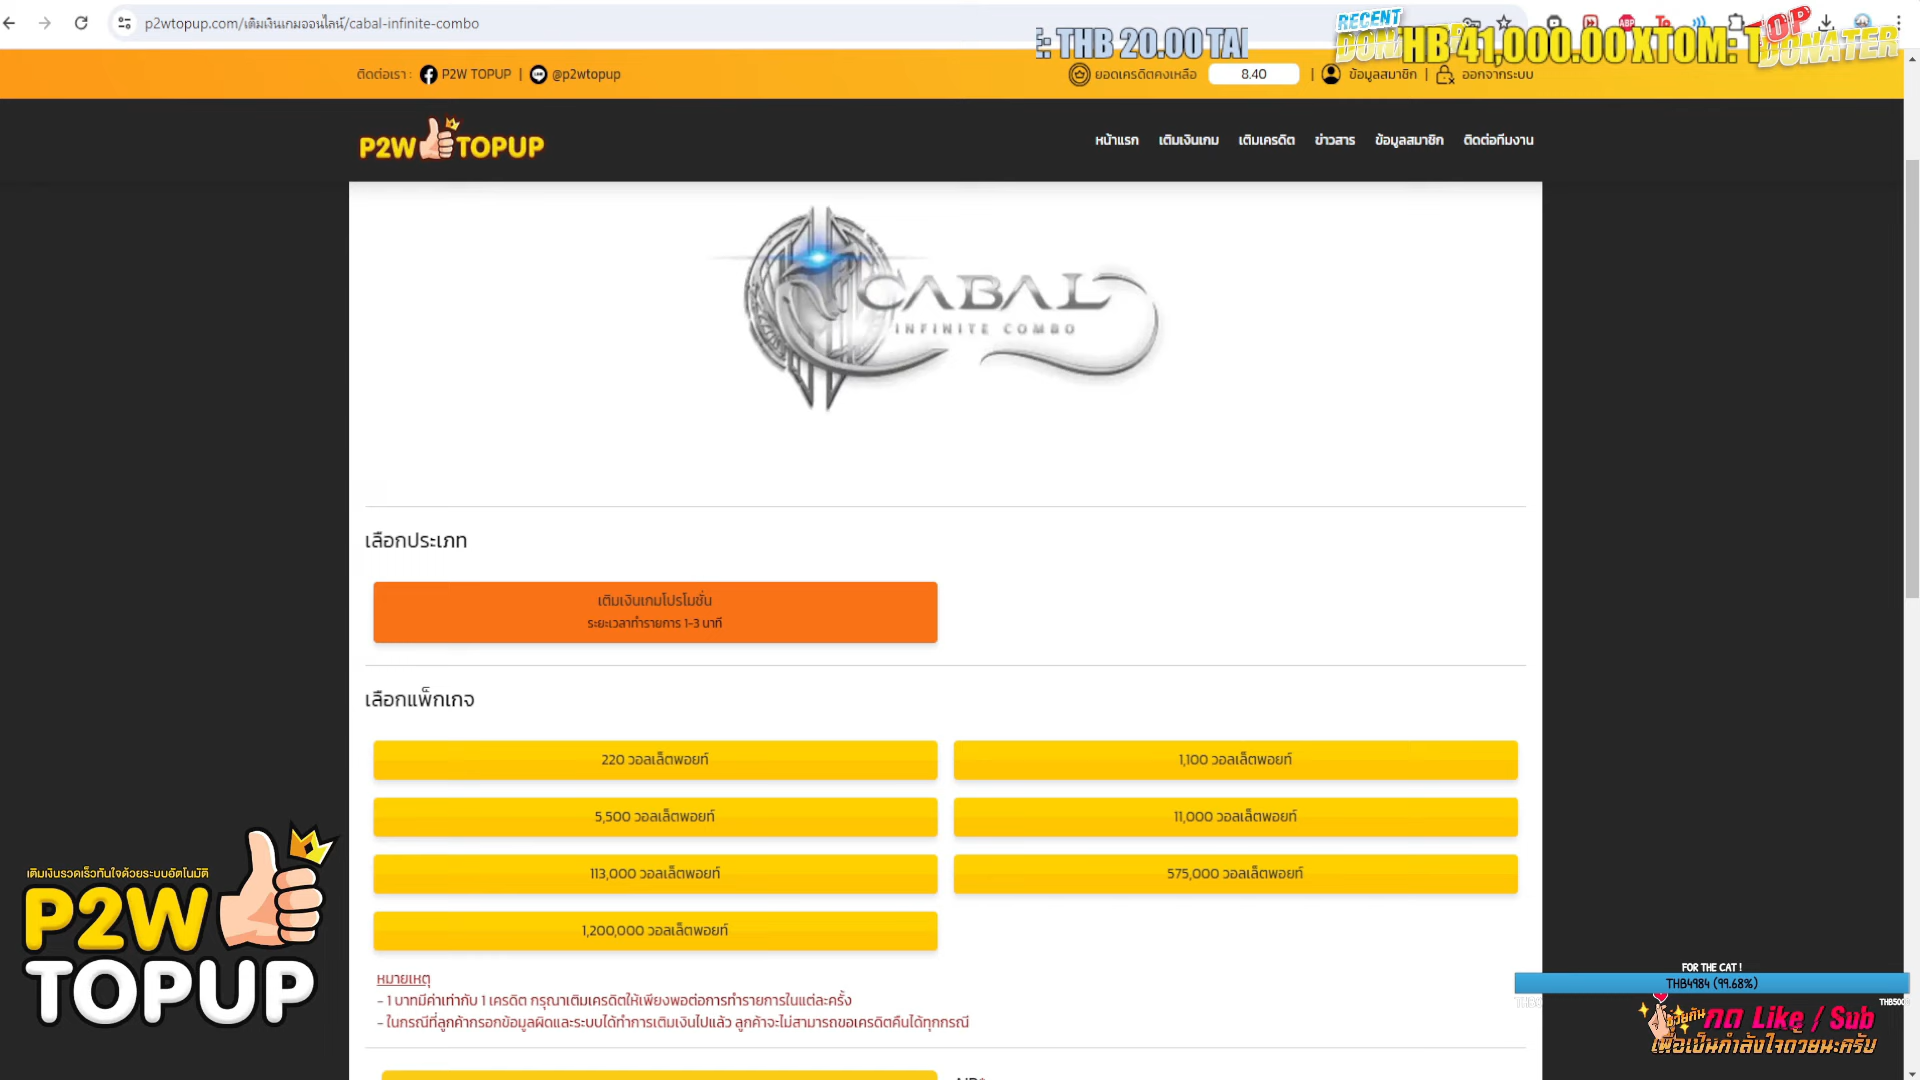 p2wtopup.com/เติมเงินเกมออนไลน์/cabal-infinite-combo
: THB 20.00 TAI
RECENT
HB 41,000.00 XTOM: T
TOP
DONATER
ติดต่อเรา : P2W TOPUP | @p2wtopup
ยอดเครดิตคงเหลือ 8.40 | ข้อมูลสมาชิก | ออกจากระบบ
P2W TOPUP
หน้าแรก เติมเงินเกม เติมเครดิต ข่าวสาร ข้อมูลสมาชิก ติดต่อทีมงาน
CABAL
INFINITE COMBO
เลือกประเภท
เติมเงินเกมโปรโมชั่น
ระยะเวลาทำรายการ 1-3 นาที
เลือกแพ็กเกจ
220 วอลเล็ตพอยท์
1,100 วอลเล็ตพอยท์
5,500 วอลเล็ตพอยท์
11,000 วอลเล็ตพอยท์
113,000 วอลเล็ตพอยท์
575,000 วอลเล็ตพอยท์
1,200,000 วอลเล็ตพอยท์
หมายเหตุ
- 1 บาทมีค่าเท่ากับ 1 เครดิต กรุณาเติมเครดิตให้เพียงพอต่อการทำรายการในแต่ละครั้ง
- ในกรณีที่ลูกค้ากรอกข้อมูลผิดและระบบได้ทำการเติมเงินไปแล้ว ลูกค้าจะไม่สามารถขอเครดิตคืนได้ทุกกรณี
เติมเงินรวดเร็วทันใจด้วยระบบอัตโนมัติ
P2W
TOPUP
FOR THE CAT !
THB4984 (99.68%)
ช่วยกัน กด Like / Sub
เพื่อเป็นกำลังใจด้วยนะครับ